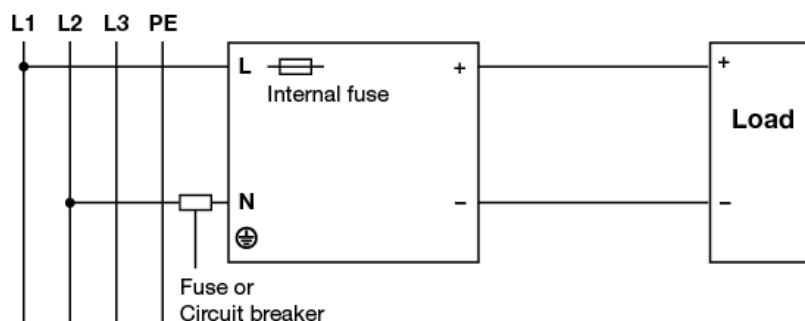 L1 L2 L3 PE
L
+
+
Internal fuse
Load
N
−
−
Fuse or
Circuit breaker